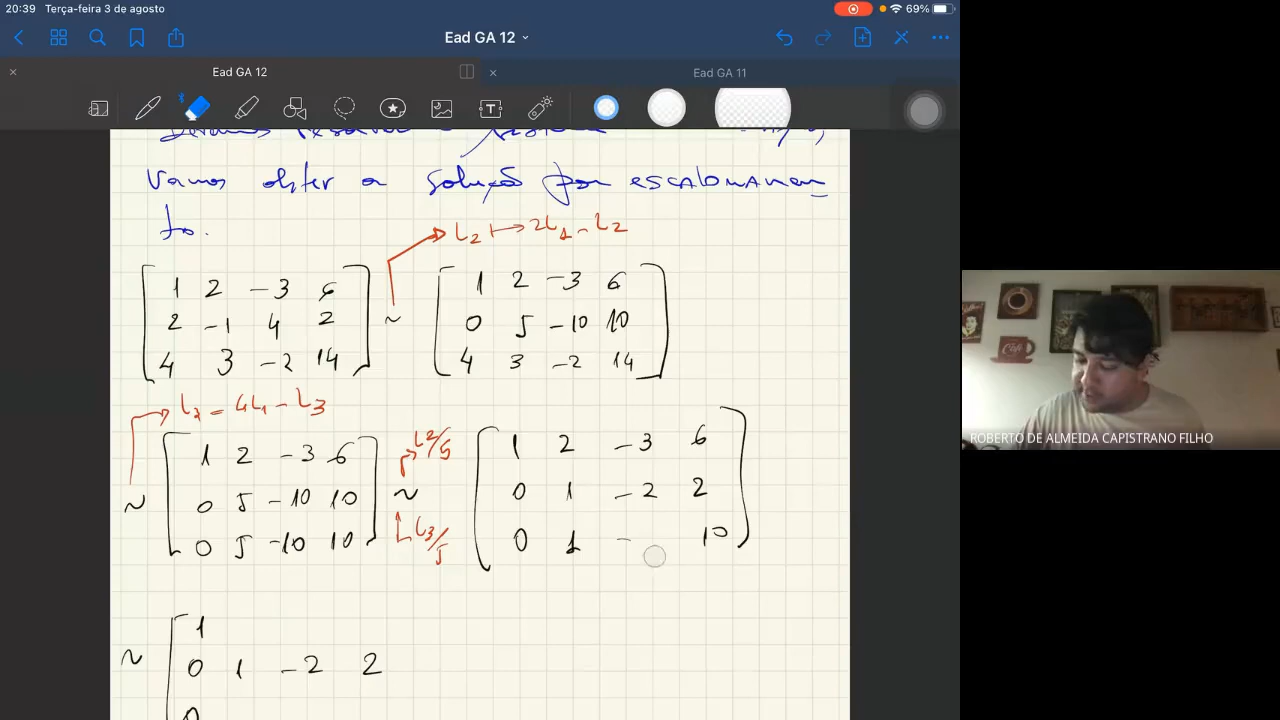 20:39 Terça-feira 3 de agosto 69%
Ead GA 12
Ead GA 12
Ead GA 11
T
Vamos obter a solução por escalonamen
to.
L2 ↦ 2L1 - L2
1 2 -3 6
2 -1 4 2
4 3 -2 14
~
1 2 -3 6
0 5 -10 10
4 3 -2 14
L3 = 4L1 - L3
~
1 2 -3 6
0 5 -10 10
0 5 -10 10
L2/5
~
L3/5
1 2 -3 6
0 1 -2 2
0 1 - 10
~
1
0 1 -2 2
0
ROBERTO DE ALMEIDA CAPISTRANO FILHO